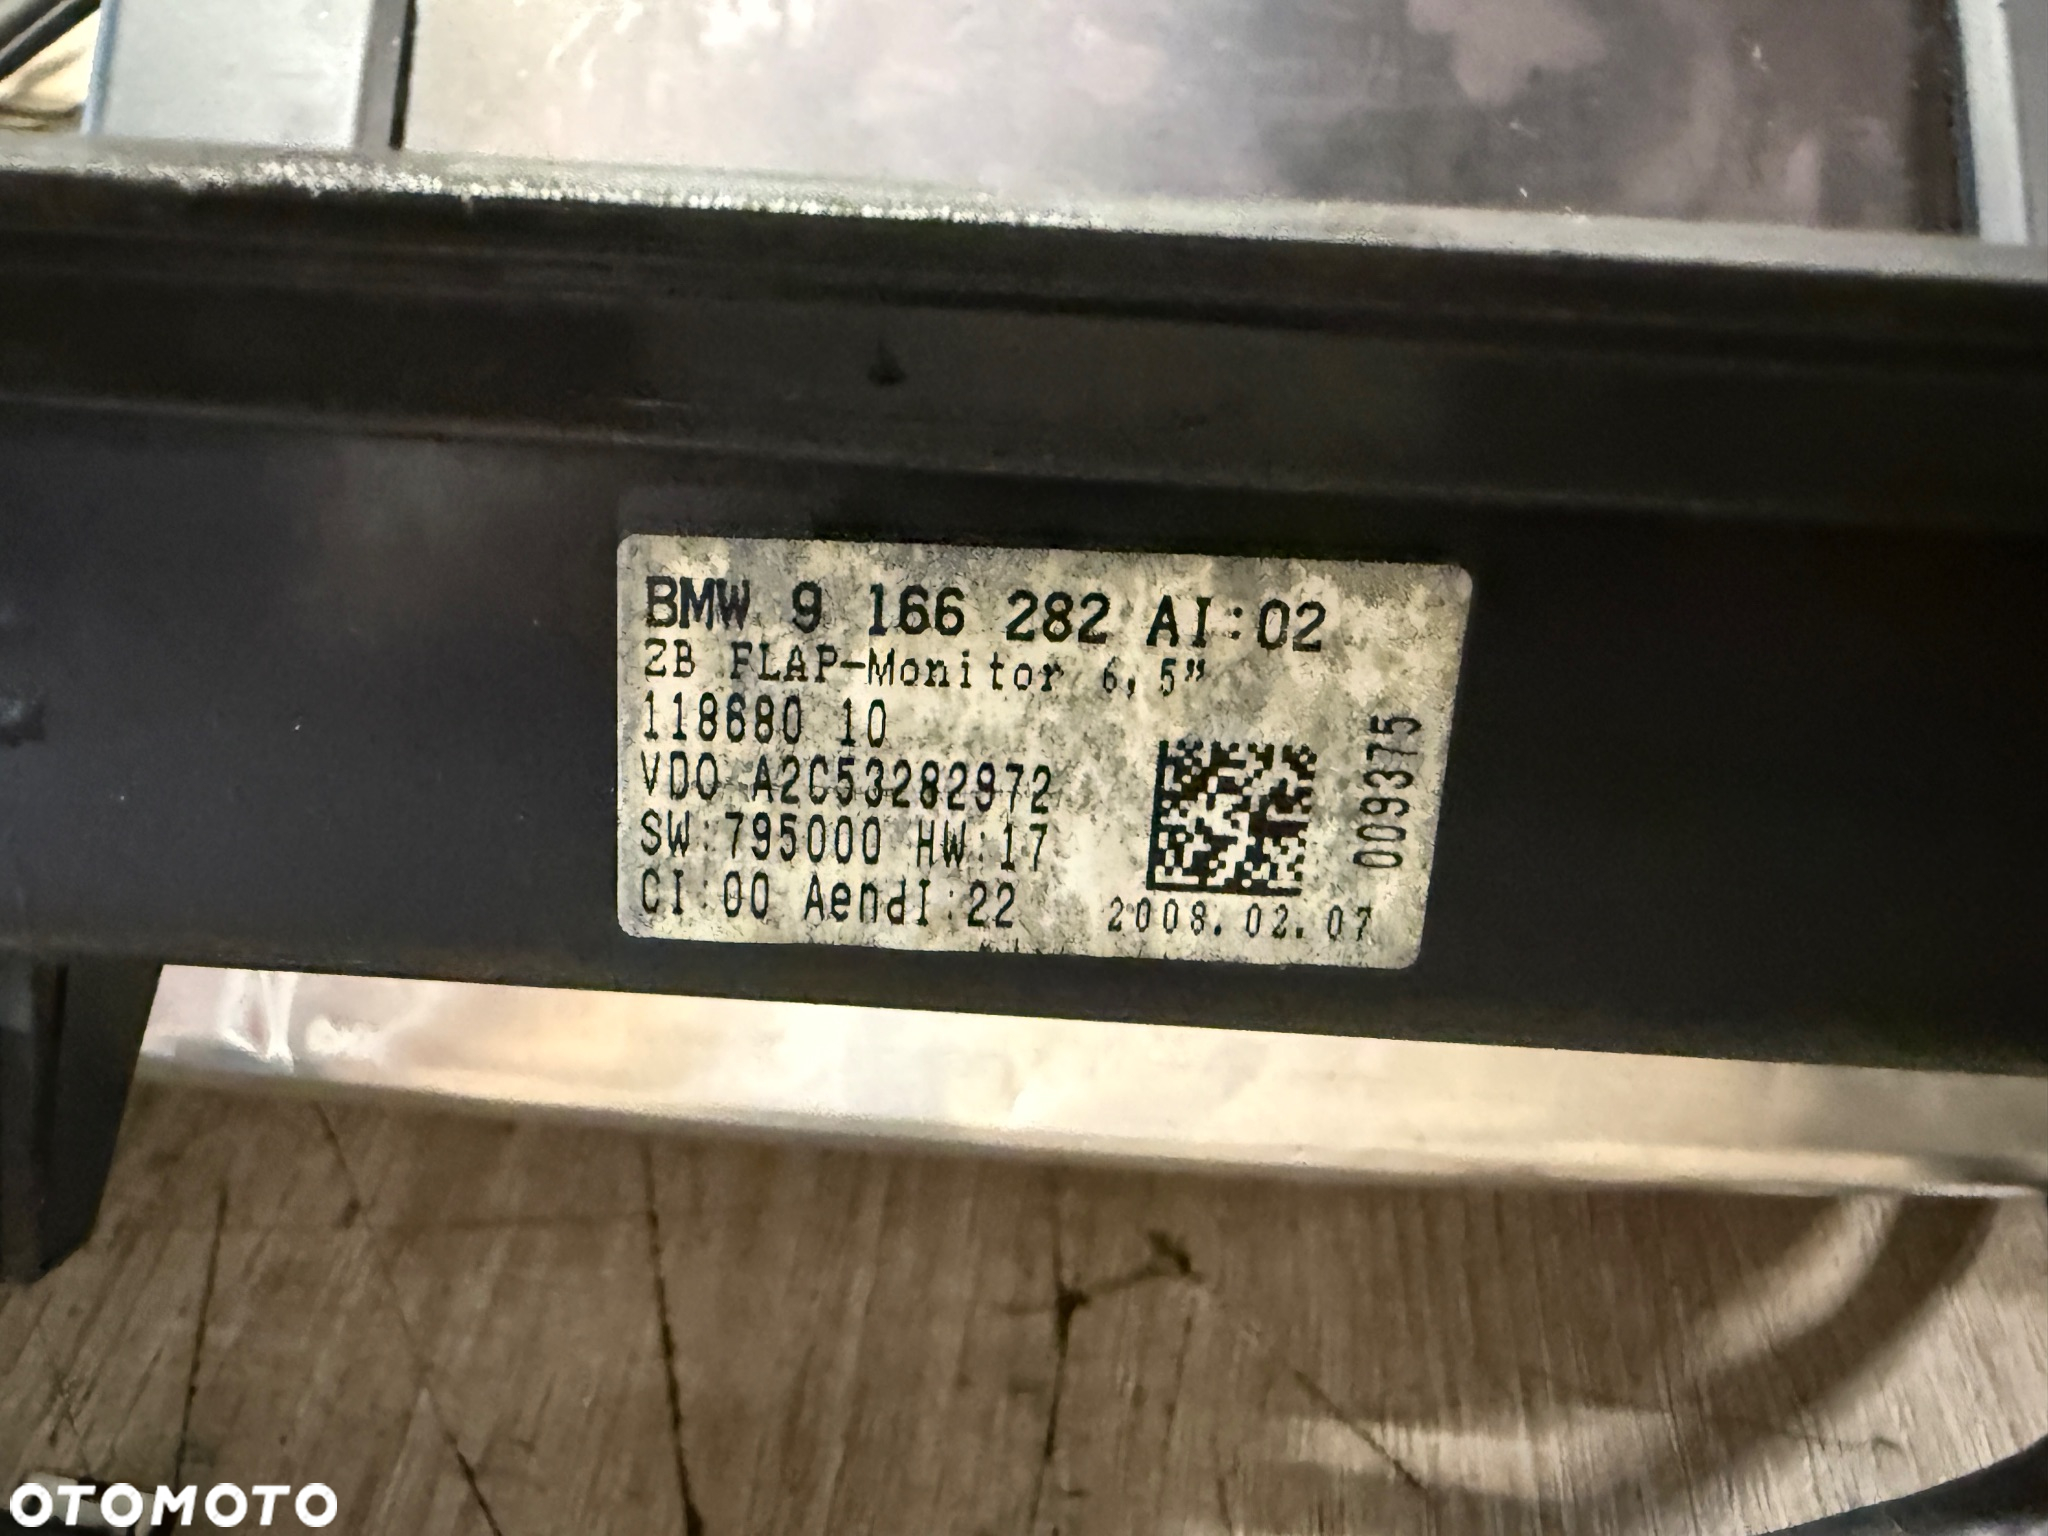 BMW 9 166 282 AI:02
ZB FLAP-Monitor 6,5"
118680 10
VDO A2C53282972
SW:795000 HW:17
CI:00 AendI:22
2008.02.07
009375
OTOMOTO